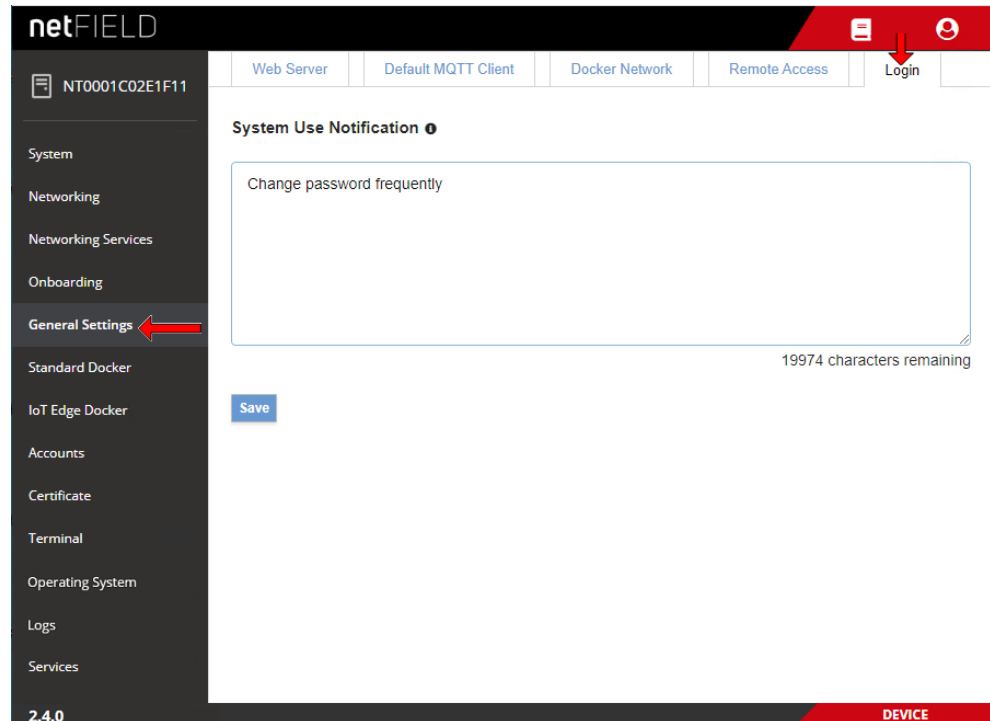 netFIELD
NT0001C02E1F11
System
Networking
Networking Services
Onboarding
General Settings
Standard Docker
IoT Edge Docker
Accounts
Certificate
Terminal
Operating System
Logs
Services
2.4.0
Web Server
Default MQTT Client
Docker Network
Remote Access
Login
System Use Notification
Change password frequently
19974 characters remaining
Save
DEVICE